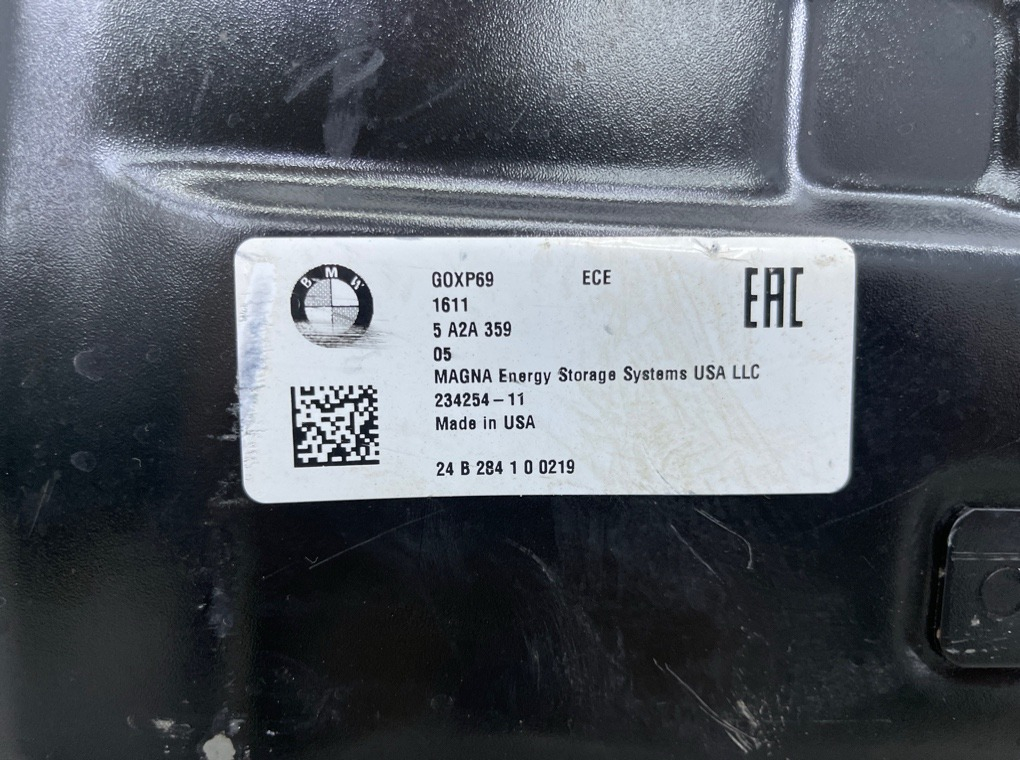 BMW
GOXP69 ECE EAC
1611
5 A2A 359
05
MAGNA Energy Storage Systems USA LLC
234254-11
Made in USA
24 B 284 1 0 0219